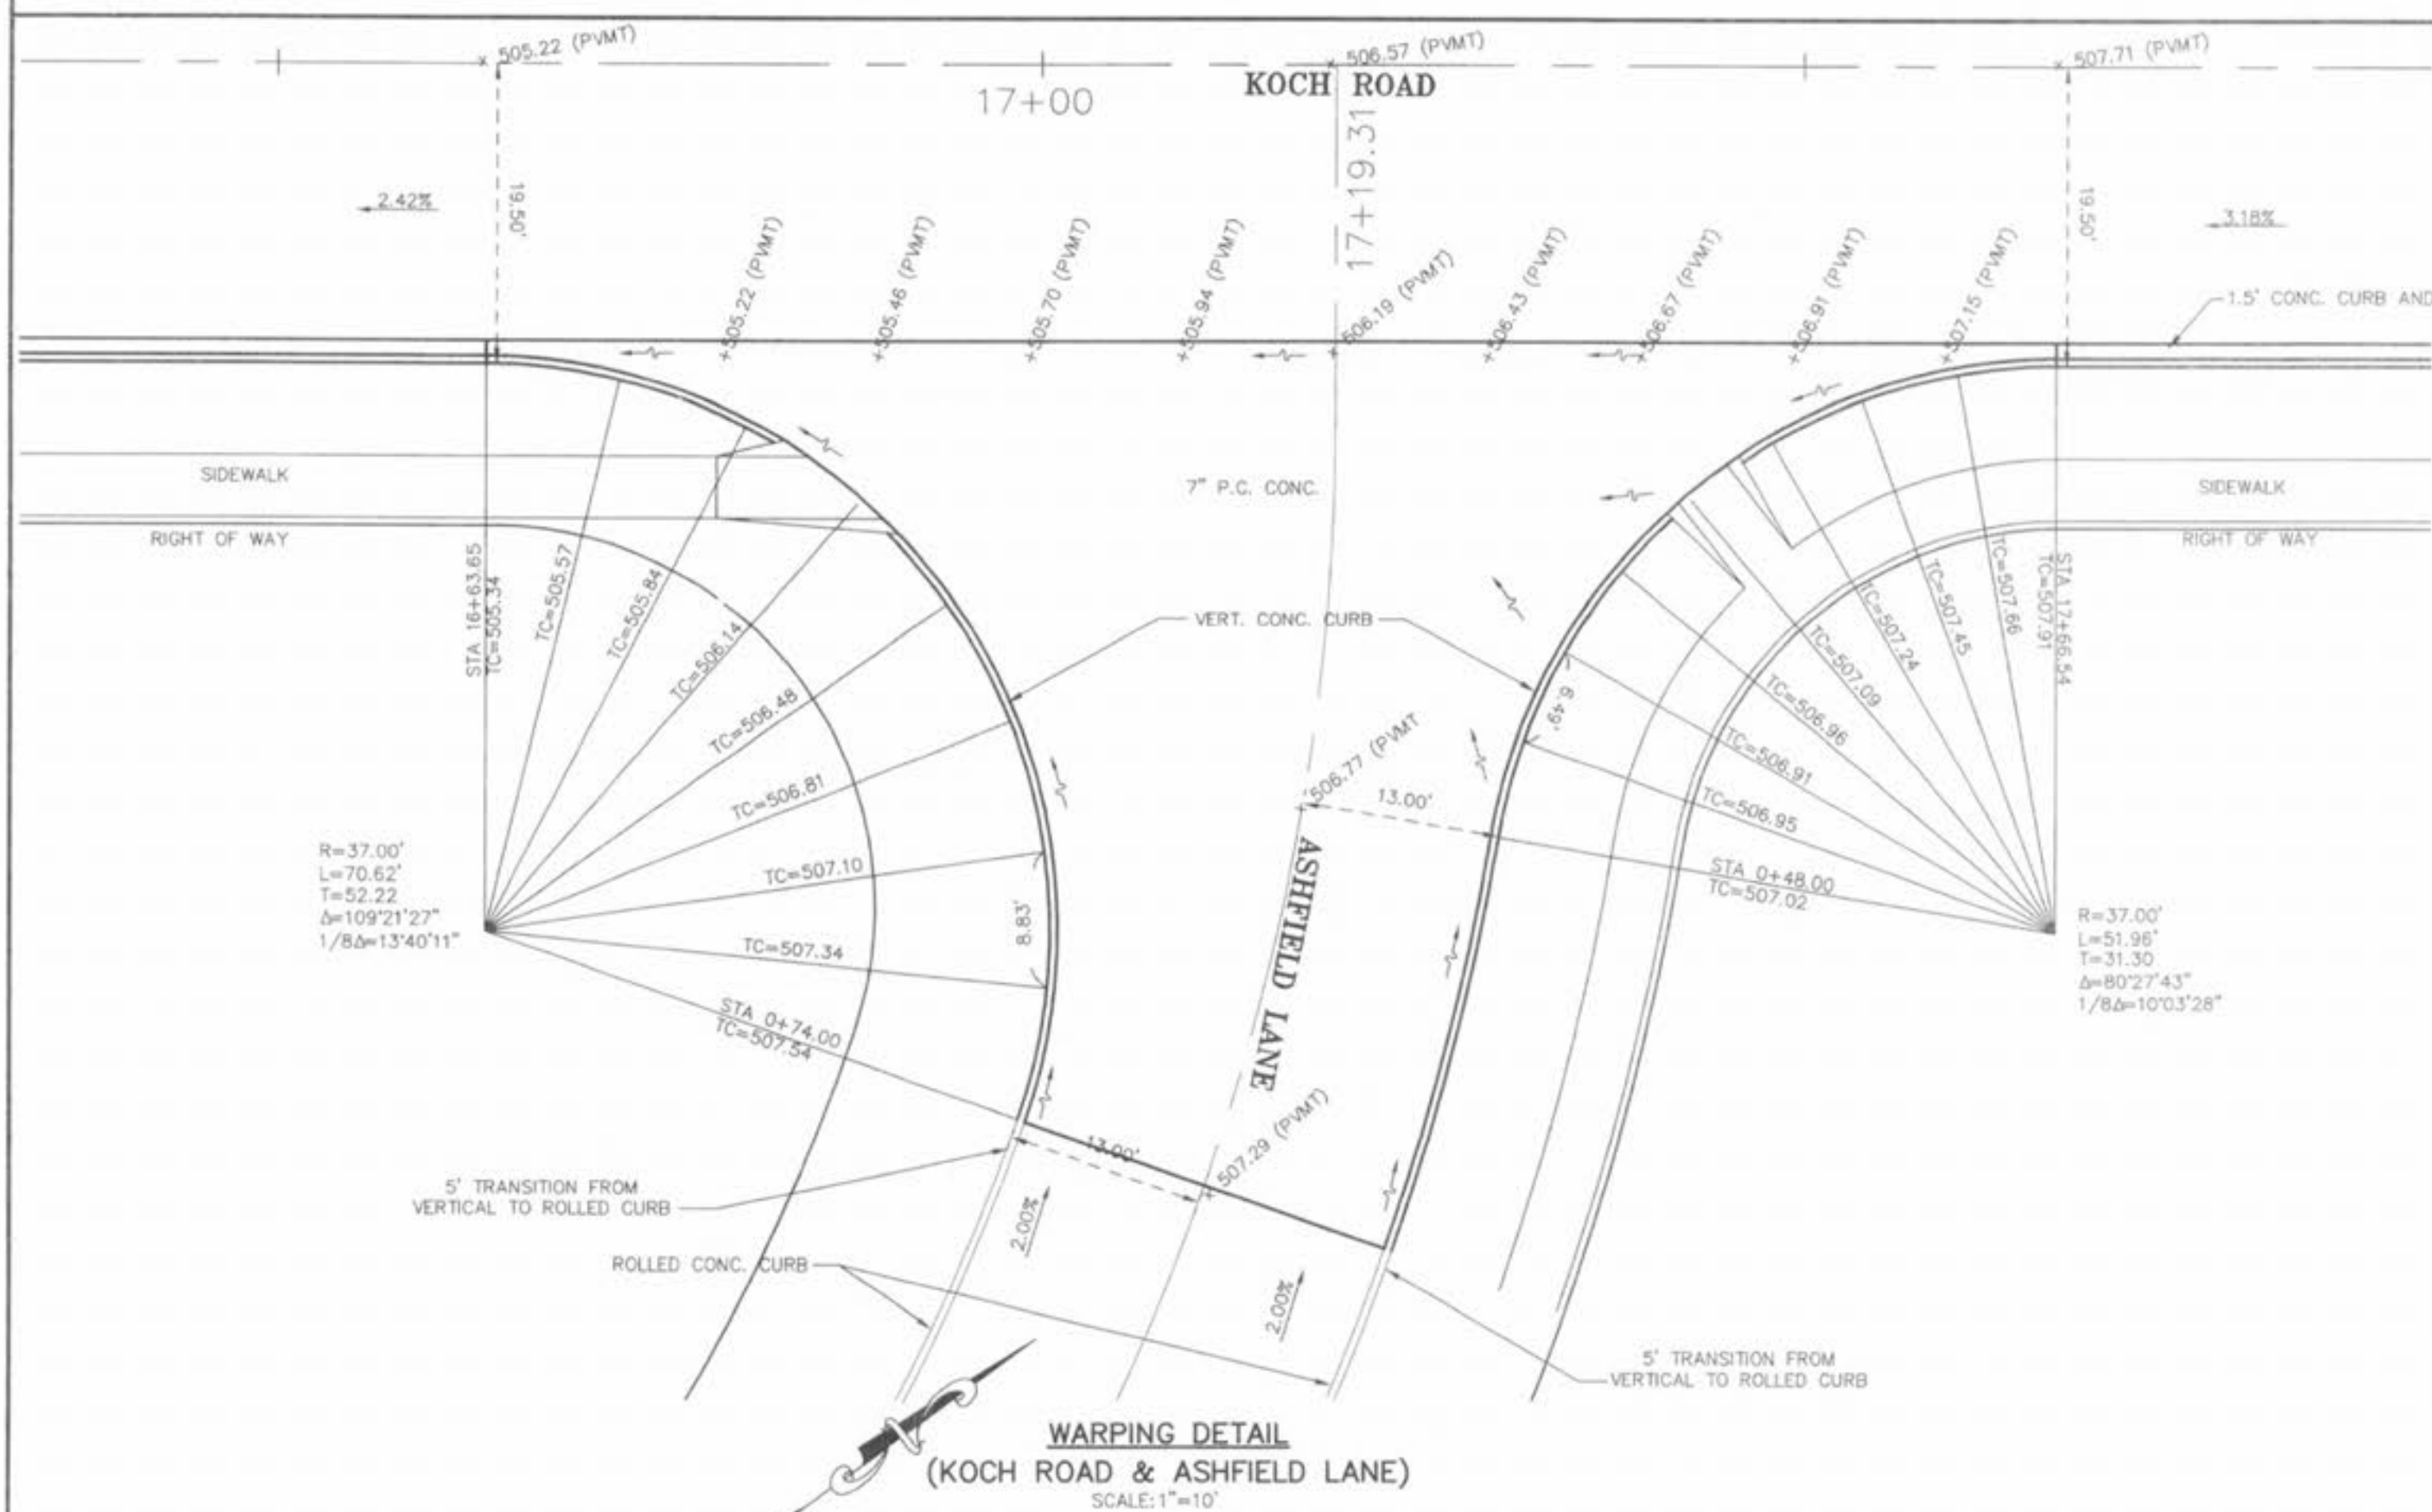 505.22 (PVMT)
506.57 (PVMT)
507.71 (PVMT)
KOCH ROAD
17+00
17+19.31
19.50'
19.50'
2.42%
3.18%
+505.22 (PVMT)
+505.46 (PVMT)
+505.70 (PVMT)
+505.94 (PVMT)
+506.19 (PVMT)
+506.43 (PVMT)
+506.67 (PVMT)
+506.91 (PVMT)
+507.15 (PVMT)
1.5' CONC. CURB AND
SIDEWALK
RIGHT OF WAY
7" P.C. CONC.
SIDEWALK
RIGHT OF WAY
STA 16+63.65
TC=505.34
TC=505.57
TC=505.84
TC=506.14
TC=506.48
TC=506.81
TC=507.10
TC=507.34
STA 0+74.00
TC=507.54
8.83'
R=37.00'
L=70.62'
T=52.22
Δ=109°21'27"
1/8Δ=13°40'11"
VERT. CONC. CURB
6.49'
506.77 (PVMT
13.00'
ASHFIELD LANE
STA 17+66.54
TC=507.91
TC=507.66
TC=507.45
TC=507.24
TC=507.09
TC=506.96
TC=506.91
TC=506.95
STA 0+48.00
TC=507.02
R=37.00'
L=51.96'
T=31.30
Δ=80°27'43"
1/8Δ=10°03'28"
13.00'
507.29 (PVMT)
5' TRANSITION FROM
VERTICAL TO ROLLED CURB
2.00%
ROLLED CONC. CURB
2.00%
5' TRANSITION FROM
VERTICAL TO ROLLED CURB
WARPING DETAIL
(KOCH ROAD & ASHFIELD LANE)
SCALE:1"=10'